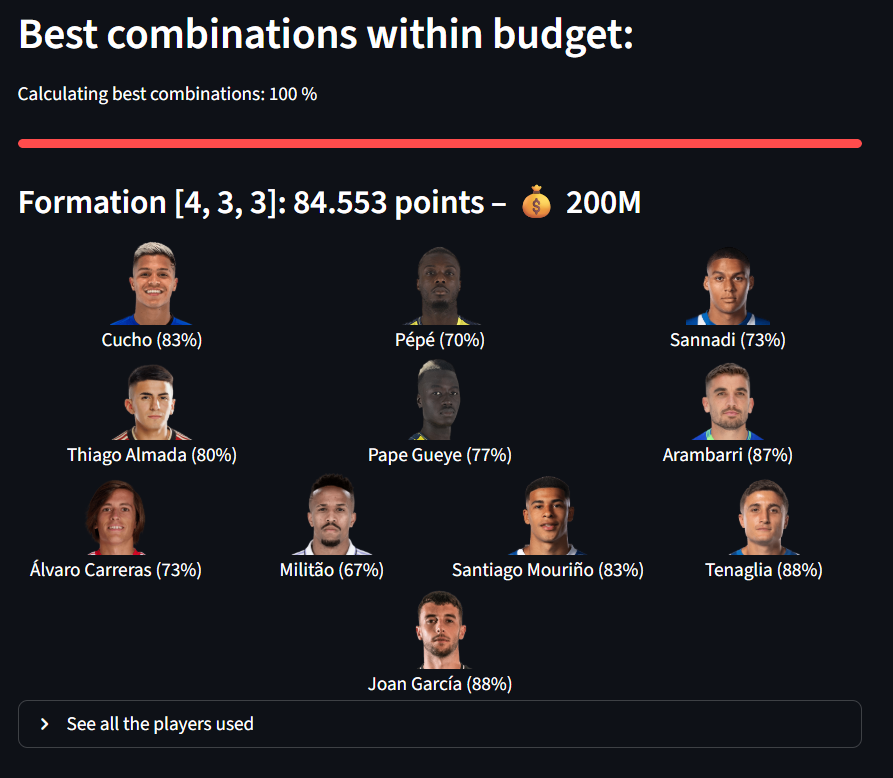 Best combinations within budget:
Calculating best combinations: 100 %
Formation [4, 3, 3]: 84.553 points – 💰 200M
Cucho (83%) Pépé (70%) Sannadi (73%)
Thiago Almada (80%) Pape Gueye (77%) Arambarri (87%)
Álvaro Carreras (73%) Militão (67%) Santiago Mouriño (83%) Tenaglia (88%)
Joan García (88%)
See all the players used